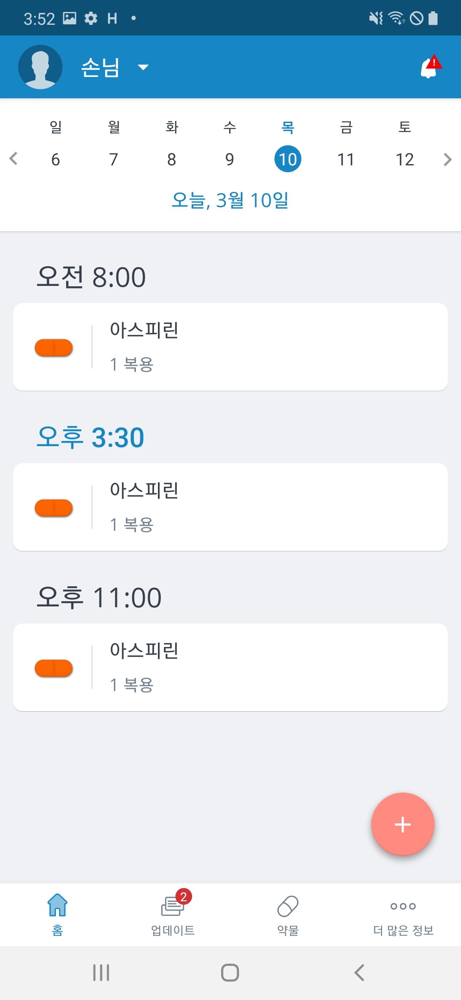 3:52 H
손님
일 월 화 수 목 금 토
6 7 8 9 10 11 12
오늘, 3월 10일
오전 8:00
아스피린
1 복용
오후 3:30
아스피린
1 복용
오후 11:00
아스피린
1 복용
+
2
홈 업데이트 약물 더 많은 정보